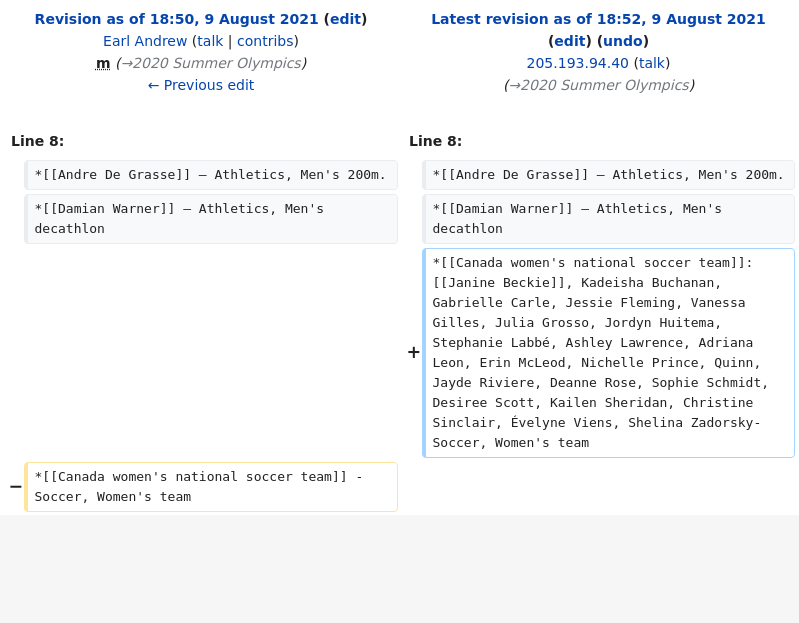 Revision as of 18:50, 9 August 2021 (edit)
Earl Andrew (talk | contribs)
m (→2020 Summer Olympics)
← Previous edit
Latest revision as of 18:52, 9 August 2021
(edit) (undo)
205.193.94.40 (talk)
(→2020 Summer Olympics)
Line 8:
Line 8:
*[[Andre De Grasse]] – Athletics, Men's 200m.
*[[Andre De Grasse]] – Athletics, Men's 200m.
*[[Damian Warner]] – Athletics, Men's
decathlon
*[[Damian Warner]] – Athletics, Men's
decathlon
+
*[[Canada women's national soccer team]]:
[[Janine Beckie]], Kadeisha Buchanan,
Gabrielle Carle, Jessie Fleming, Vanessa
Gilles, Julia Grosso, Jordyn Huitema,
Stephanie Labbé, Ashley Lawrence, Adriana
Leon, Erin McLeod, Nichelle Prince, Quinn,
Jayde Riviere, Deanne Rose, Sophie Schmidt,
Desiree Scott, Kailen Sheridan, Christine
Sinclair, Évelyne Viens, Shelina Zadorsky-
Soccer, Women's team
−
*[[Canada women's national soccer team]] -
Soccer, Women's team